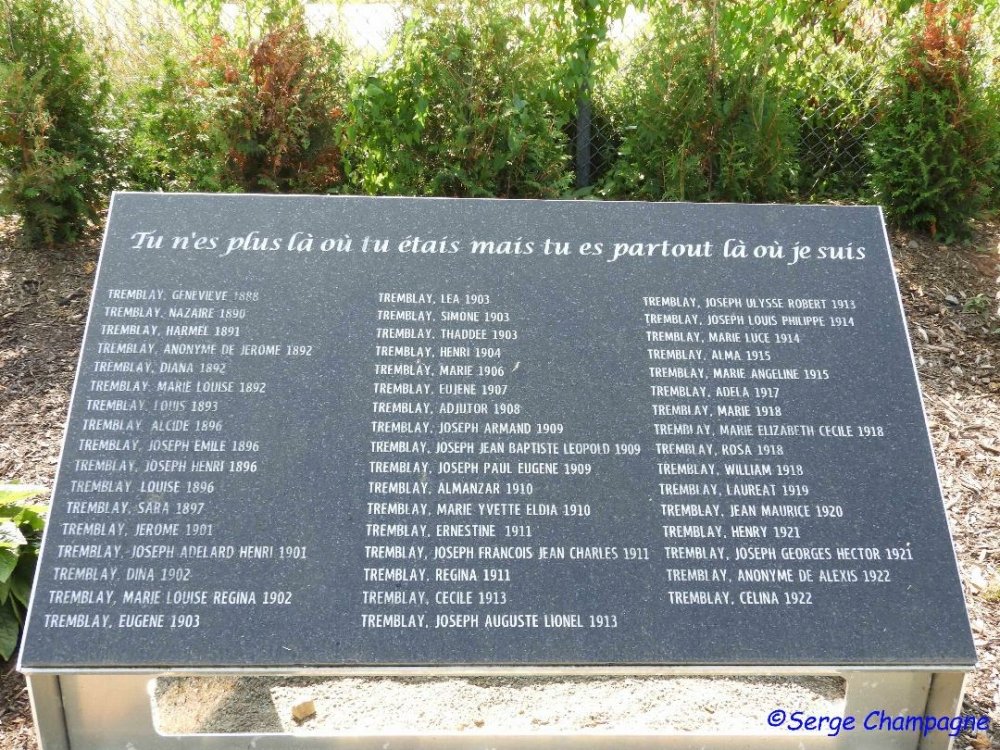 Tu n'es plus là où tu étais mais tu es partout là où je suis
TREMBLAY, GENEVIEVE 1888
TREMBLAY, NAZAIRE 1890
TREMBLAY, HARMEL 1891
TREMBLAY, ANONYME DE JEROME 1892
TREMBLAY, DIANA 1892
TREMBLAY, MARIE LOUISE 1892
TREMBLAY, LOUIS 1893
TREMBLAY, ALCIDE 1896
TREMBLAY, JOSEPH EMILE 1896
TREMBLAY, JOSEPH HENRI 1896
TREMBLAY, LOUISE 1896
TREMBLAY, SARA 1897
TREMBLAY, JEROME 1901
TREMBLAY, JOSEPH ADELARD HENRI 1901
TREMBLAY, DINA 1902
TREMBLAY, MARIE LOUISE REGINA 1902
TREMBLAY, EUGENE 1903
TREMBLAY, LEA 1903
TREMBLAY, SIMONE 1903
TREMBLAY, THADDEE 1903
TREMBLAY, HENRI 1904
TREMBLAY, MARIE 1906
TREMBLAY, EUJENE 1907
TREMBLAY, ADJUTOR 1908
TREMBLAY, JOSEPH ARMAND 1909
TREMBLAY, JOSEPH JEAN BAPTISTE LEOPOLD 1909
TREMBLAY, JOSEPH PAUL EUGENE 1909
TREMBLAY, ALMANZAR 1910
TREMBLAY, MARIE YVETTE ELDIA 1910
TREMBLAY, ERNESTINE 1911
TREMBLAY, JOSEPH FRANCOIS JEAN CHARLES 1911
TREMBLAY, REGINA 1911
TREMBLAY, CECILE 1913
TREMBLAY, JOSEPH AUGUSTE LIONEL 1913
TREMBLAY, JOSEPH ULYSSE ROBERT 1913
TREMBLAY, JOSEPH LOUIS PHILIPPE 1914
TREMBLAY, MARIE LUCE 1914
TREMBLAY, ALMA 1915
TREMBLAY, MARIE ANGELINE 1915
TREMBLAY, ADELA 1917
TREMBLAY, MARIE 1918
TREMBLAY, MARIE ELIZABETH CECILE 1918
TREMBLAY, ROSA 1918
TREMBLAY, WILLIAM 1918
TREMBLAY, LAUREAT 1919
TREMBLAY, JEAN MAURICE 1920
TREMBLAY, HENRY 1921
TREMBLAY, JOSEPH GEORGES HECTOR 1921
TREMBLAY, ANONYME DE ALEXIS 1922
TREMBLAY, CELINA 1922
©Serge Champagne